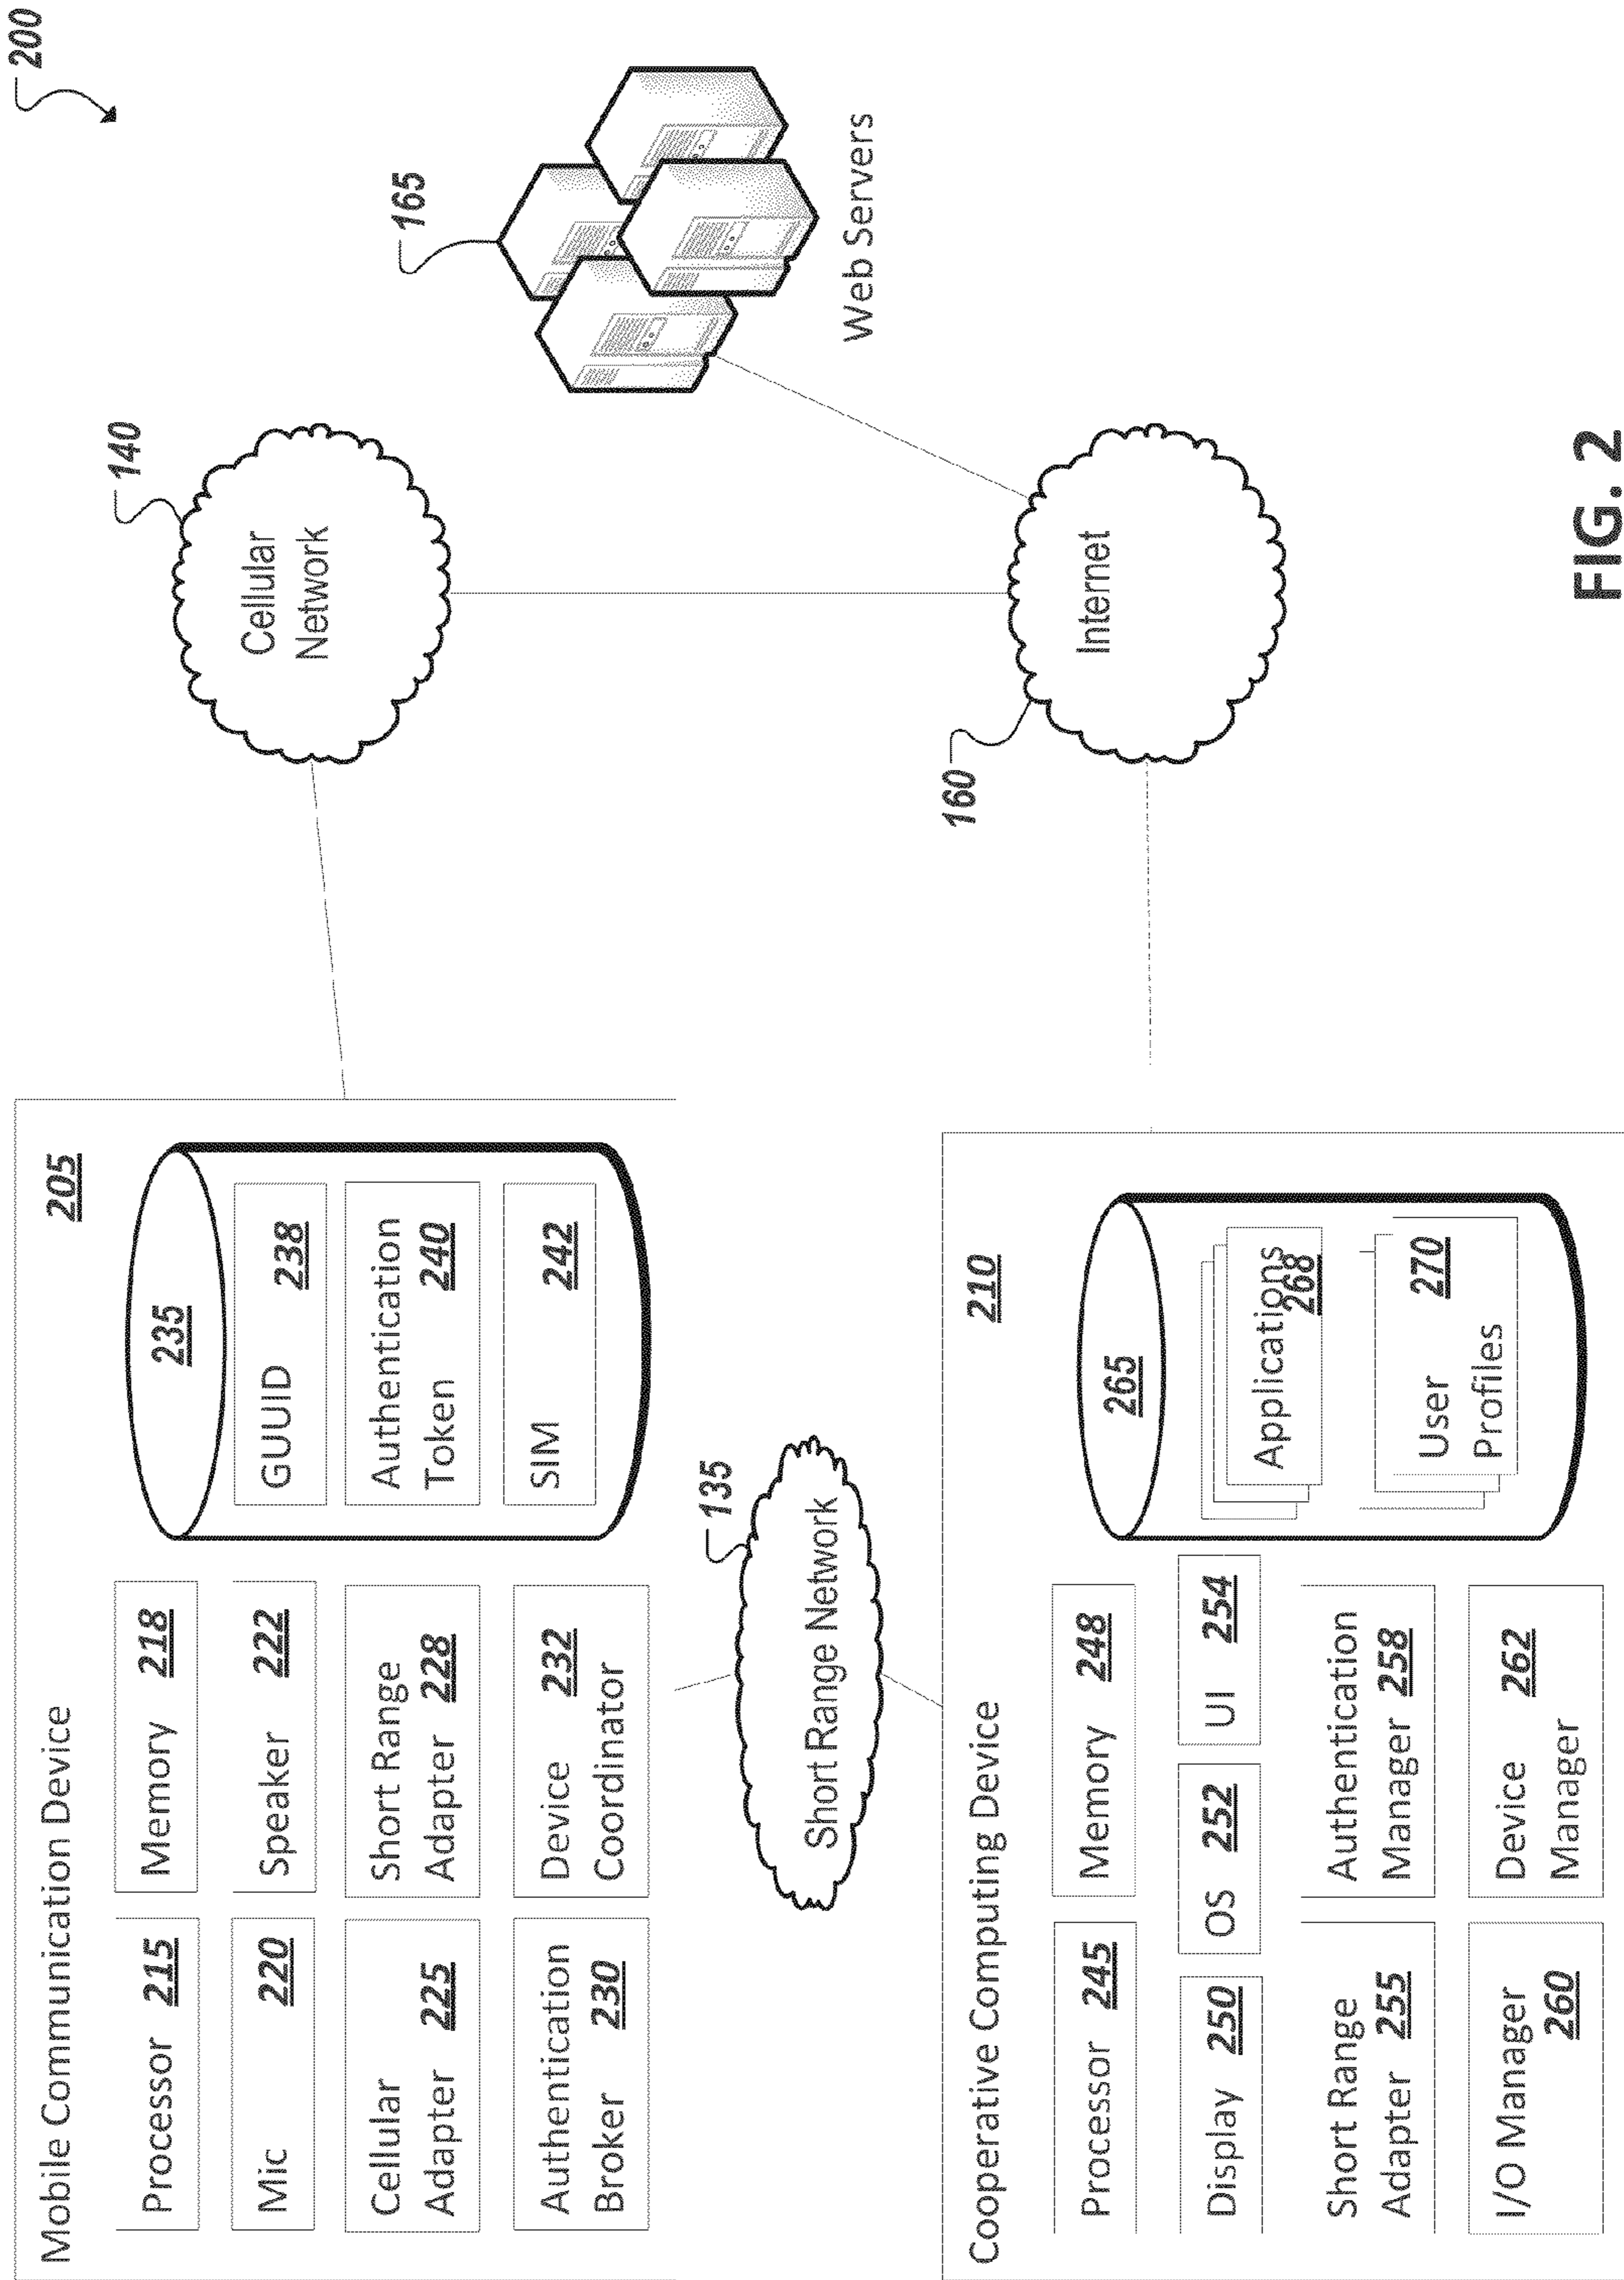 200
Mobile Communication Device
205
Processor 215
Memory 218
Mic 220
Speaker 222
Cellular
Adapter 225
Short Range
Adapter 228
Authentication
Broker 230
Device 232
Coordinator
235
GUUID 238
Authentication
Token 240
SIM 242
140
Cellular
Network
165
Web Servers
135
Short Range Network
160
Internet
Cooperative Computing Device
210
Processor 245
Memory 248
Display 250
OS 252
UI 254
Short Range
Adapter 255
Authentication
Manager 258
I/O Manager
260
Device 262
Manager
265
Applications
268
User 270
Profiles
FIG. 2